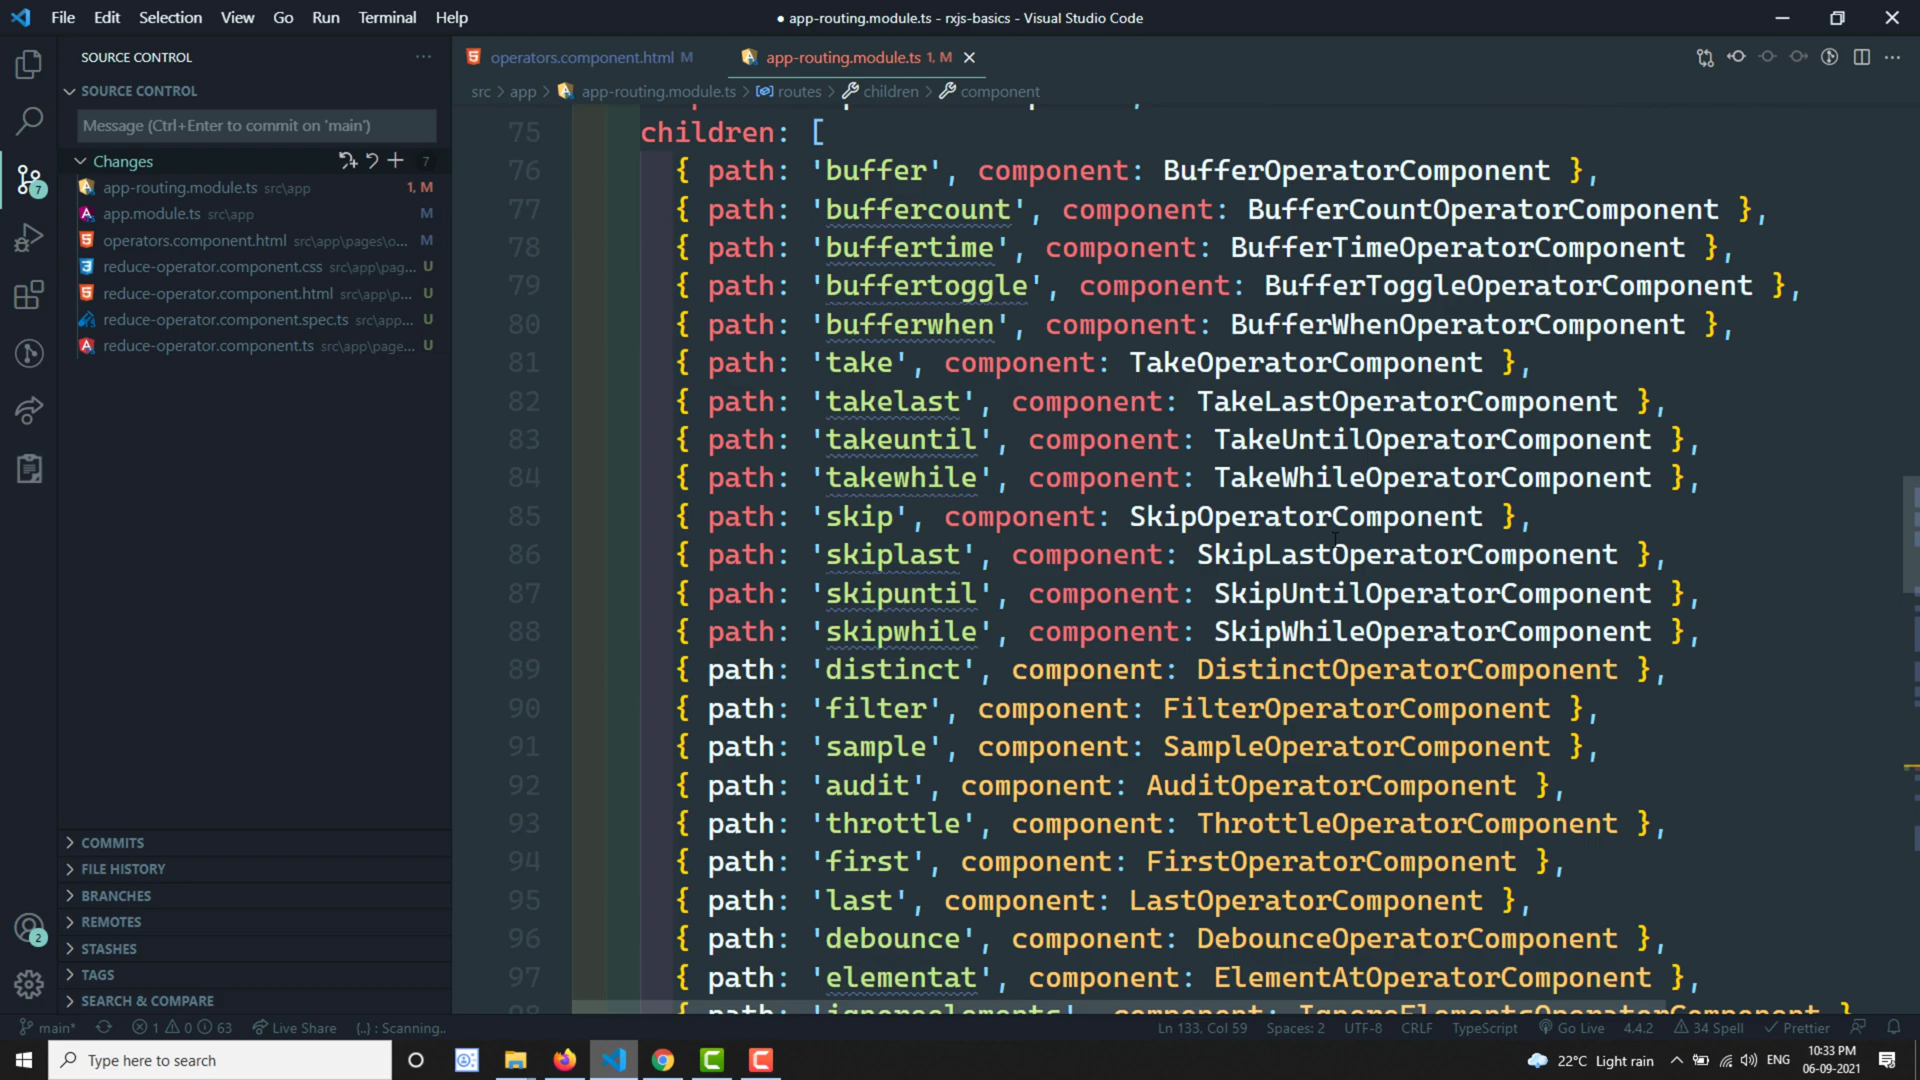 File Edit Selection View Go Run Terminal Help
● app-routing.module.ts - rxjs-basics - Visual Studio Code
SOURCE CONTROL
operators.component.html M
app-routing.module.ts 1, M
SOURCE CONTROL
src > app > app-routing.module.ts > routes > children > component
Message (Ctrl+Enter to commit on 'main')
Changes 7
app-routing.module.ts src\app 1, M
app.module.ts src\app M
operators.component.html src\app\pages\o... M
reduce-operator.component.css src\app\pag... U
reduce-operator.component.html src\app\p... U
reduce-operator.component.spec.ts src\app... U
reduce-operator.component.ts src\app\page... U
7
75 children: [
76 { path: 'buffer', component: BufferOperatorComponent },
77 { path: 'buffercount', component: BufferCountOperatorComponent },
78 { path: 'buffertime', component: BufferTimeOperatorComponent },
79 { path: 'buffertoggle', component: BufferToggleOperatorComponent },
80 { path: 'bufferwhen', component: BufferWhenOperatorComponent },
81 { path: 'take', component: TakeOperatorComponent },
82 { path: 'takelast', component: TakeLastOperatorComponent },
83 { path: 'takeuntil', component: TakeUntilOperatorComponent },
84 { path: 'takewhile', component: TakeWhileOperatorComponent },
85 { path: 'skip', component: SkipOperatorComponent },
86 { path: 'skiplast', component: SkipLastOperatorComponent },
87 { path: 'skipuntil', component: SkipUntilOperatorComponent },
88 { path: 'skipwhile', component: SkipWhileOperatorComponent },
89 { path: 'distinct', component: DistinctOperatorComponent },
90 { path: 'filter', component: FilterOperatorComponent },
91 { path: 'sample', component: SampleOperatorComponent },
92 { path: 'audit', component: AuditOperatorComponent },
93 { path: 'throttle', component: ThrottleOperatorComponent },
94 { path: 'first', component: FirstOperatorComponent },
95 { path: 'last', component: LastOperatorComponent },
96 { path: 'debounce', component: DebounceOperatorComponent },
97 { path: 'elementat', component: ElementAtOperatorComponent },
98 { path: 'ignoreelements', component: IgnoreElementsOperatorComponent }
COMMITS
FILE HISTORY
BRANCHES
REMOTES
STASHES
TAGS
SEARCH & COMPARE
2
main* 1 0 63 Live Share {..} : Scanning.. Ln 133, Col 59 Spaces: 2 UTF-8 CRLF TypeScript Go Live 4.4.2 34 Spell Prettier
Type here to search
22°C Light rain ENG
10:33 PM
06-09-2021